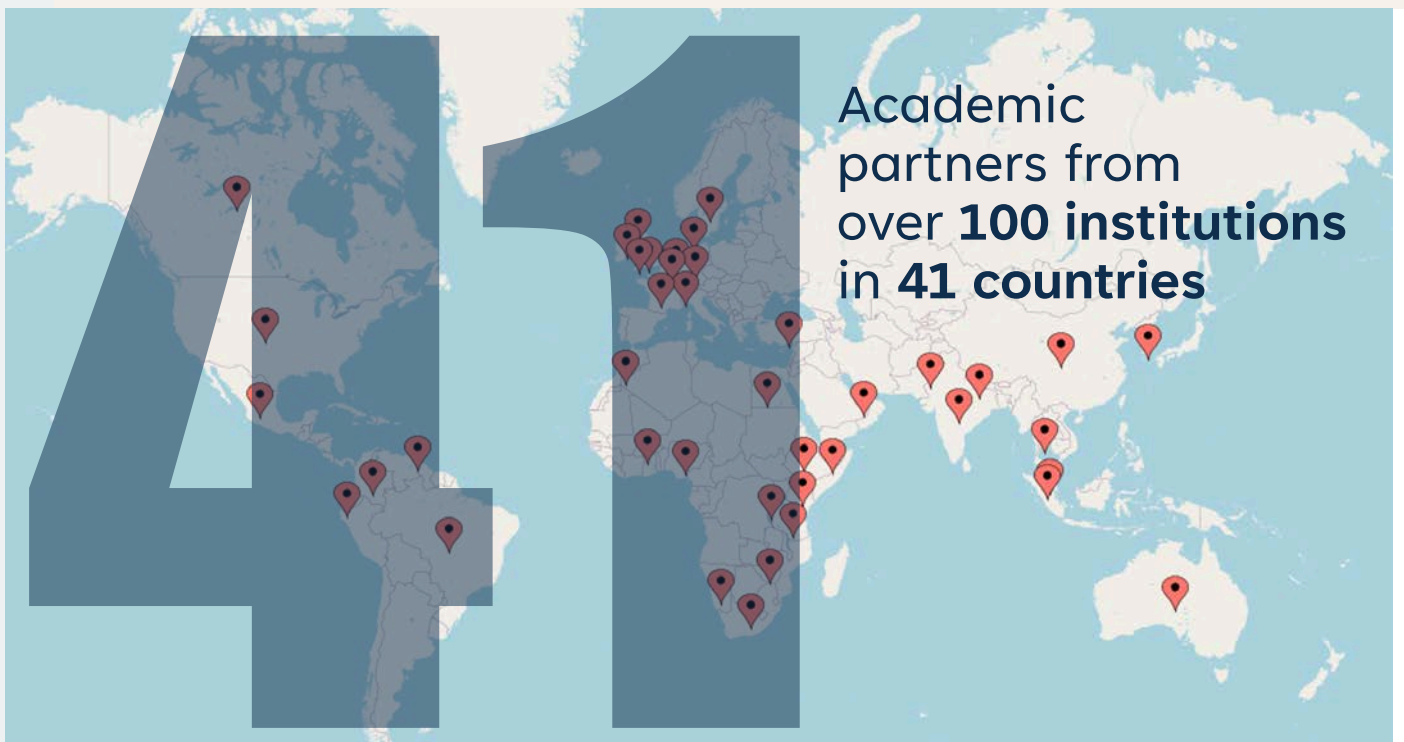 41
Academic
partners from
over 100 institutions
in 41 countries